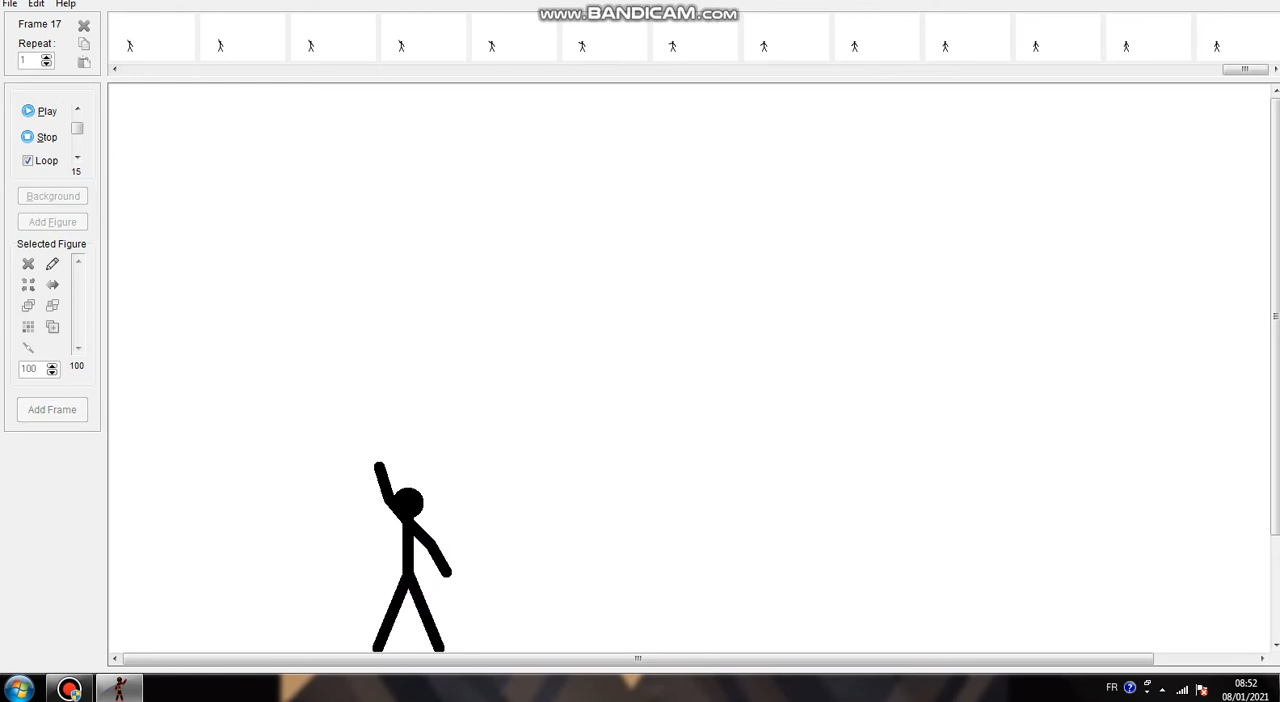 File Edit Help
www.BANDICAM.com
Frame 17
Repeat :
1
Play
Stop
Loop
15
Background
Add Figure
Selected Figure
100 100
Add Frame
FR
08:52
08/01/2021